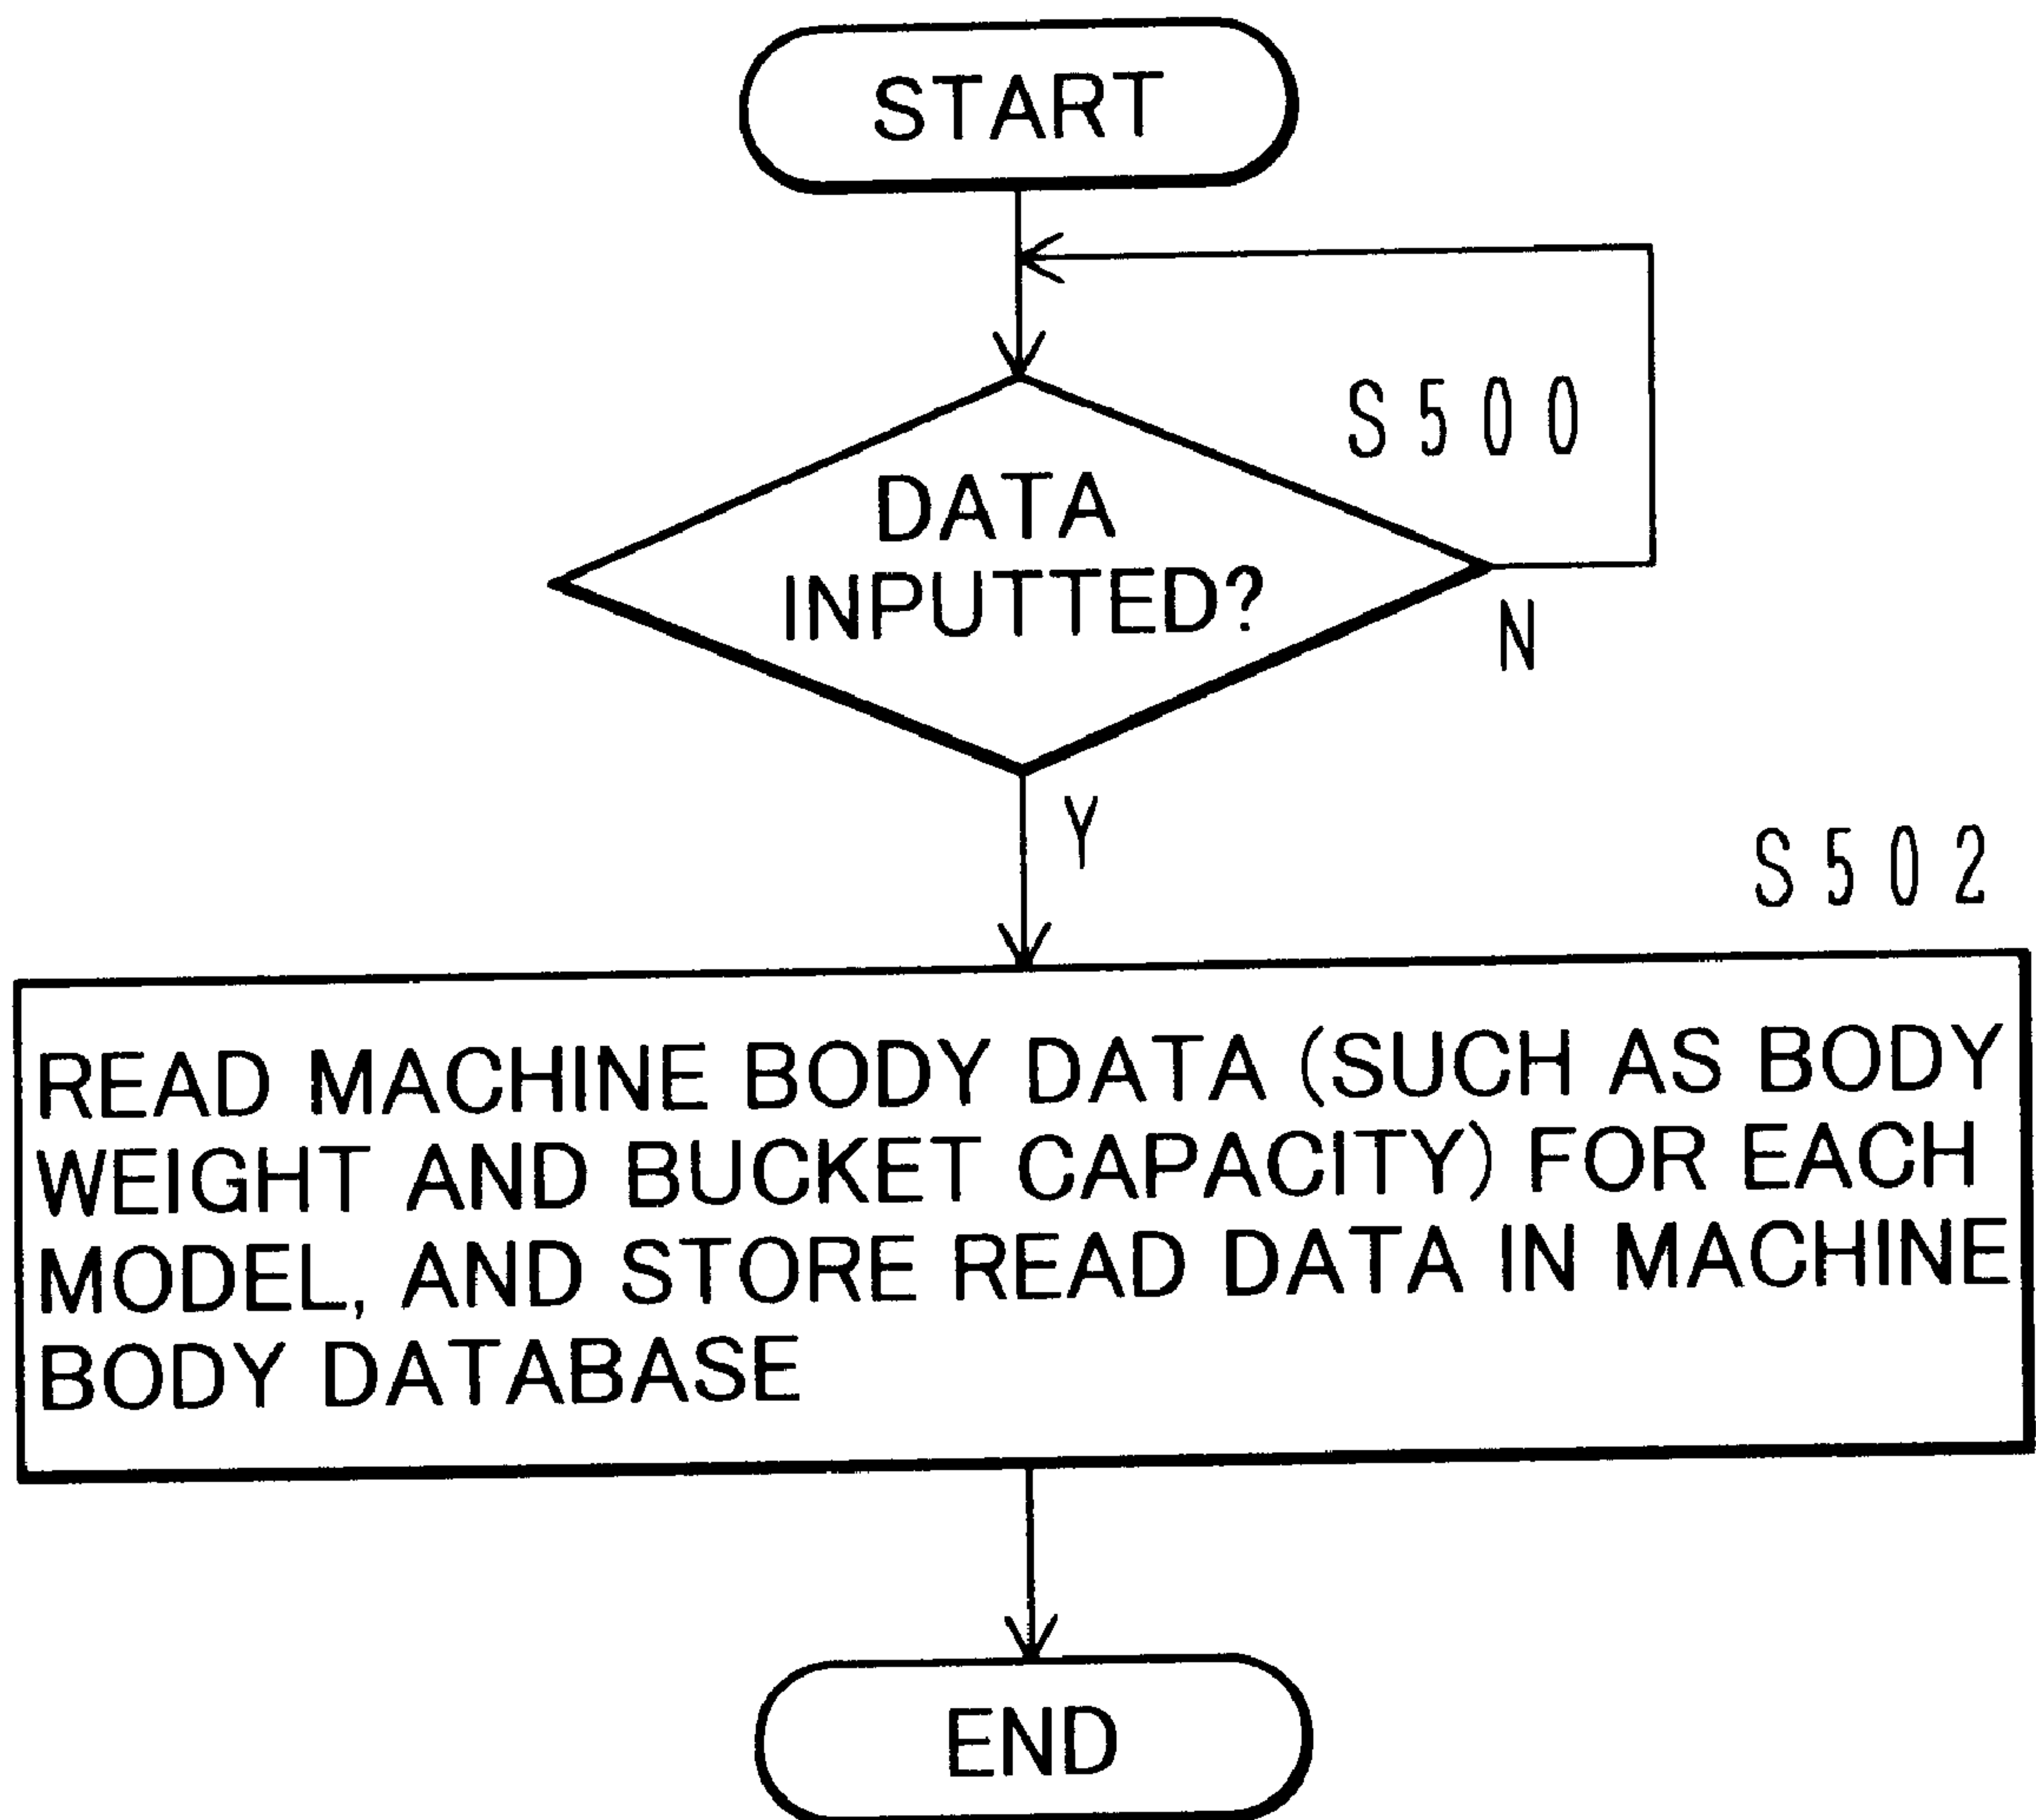 START
S500
DATA
INPUTTED?
N
Y
S502
READ MACHINE BODY DATA (SUCH AS BODY
WEIGHT AND BUCKET CAPACITY) FOR EACH
MODEL, AND STORE READ DATA IN MACHINE
BODY DATABASE
END